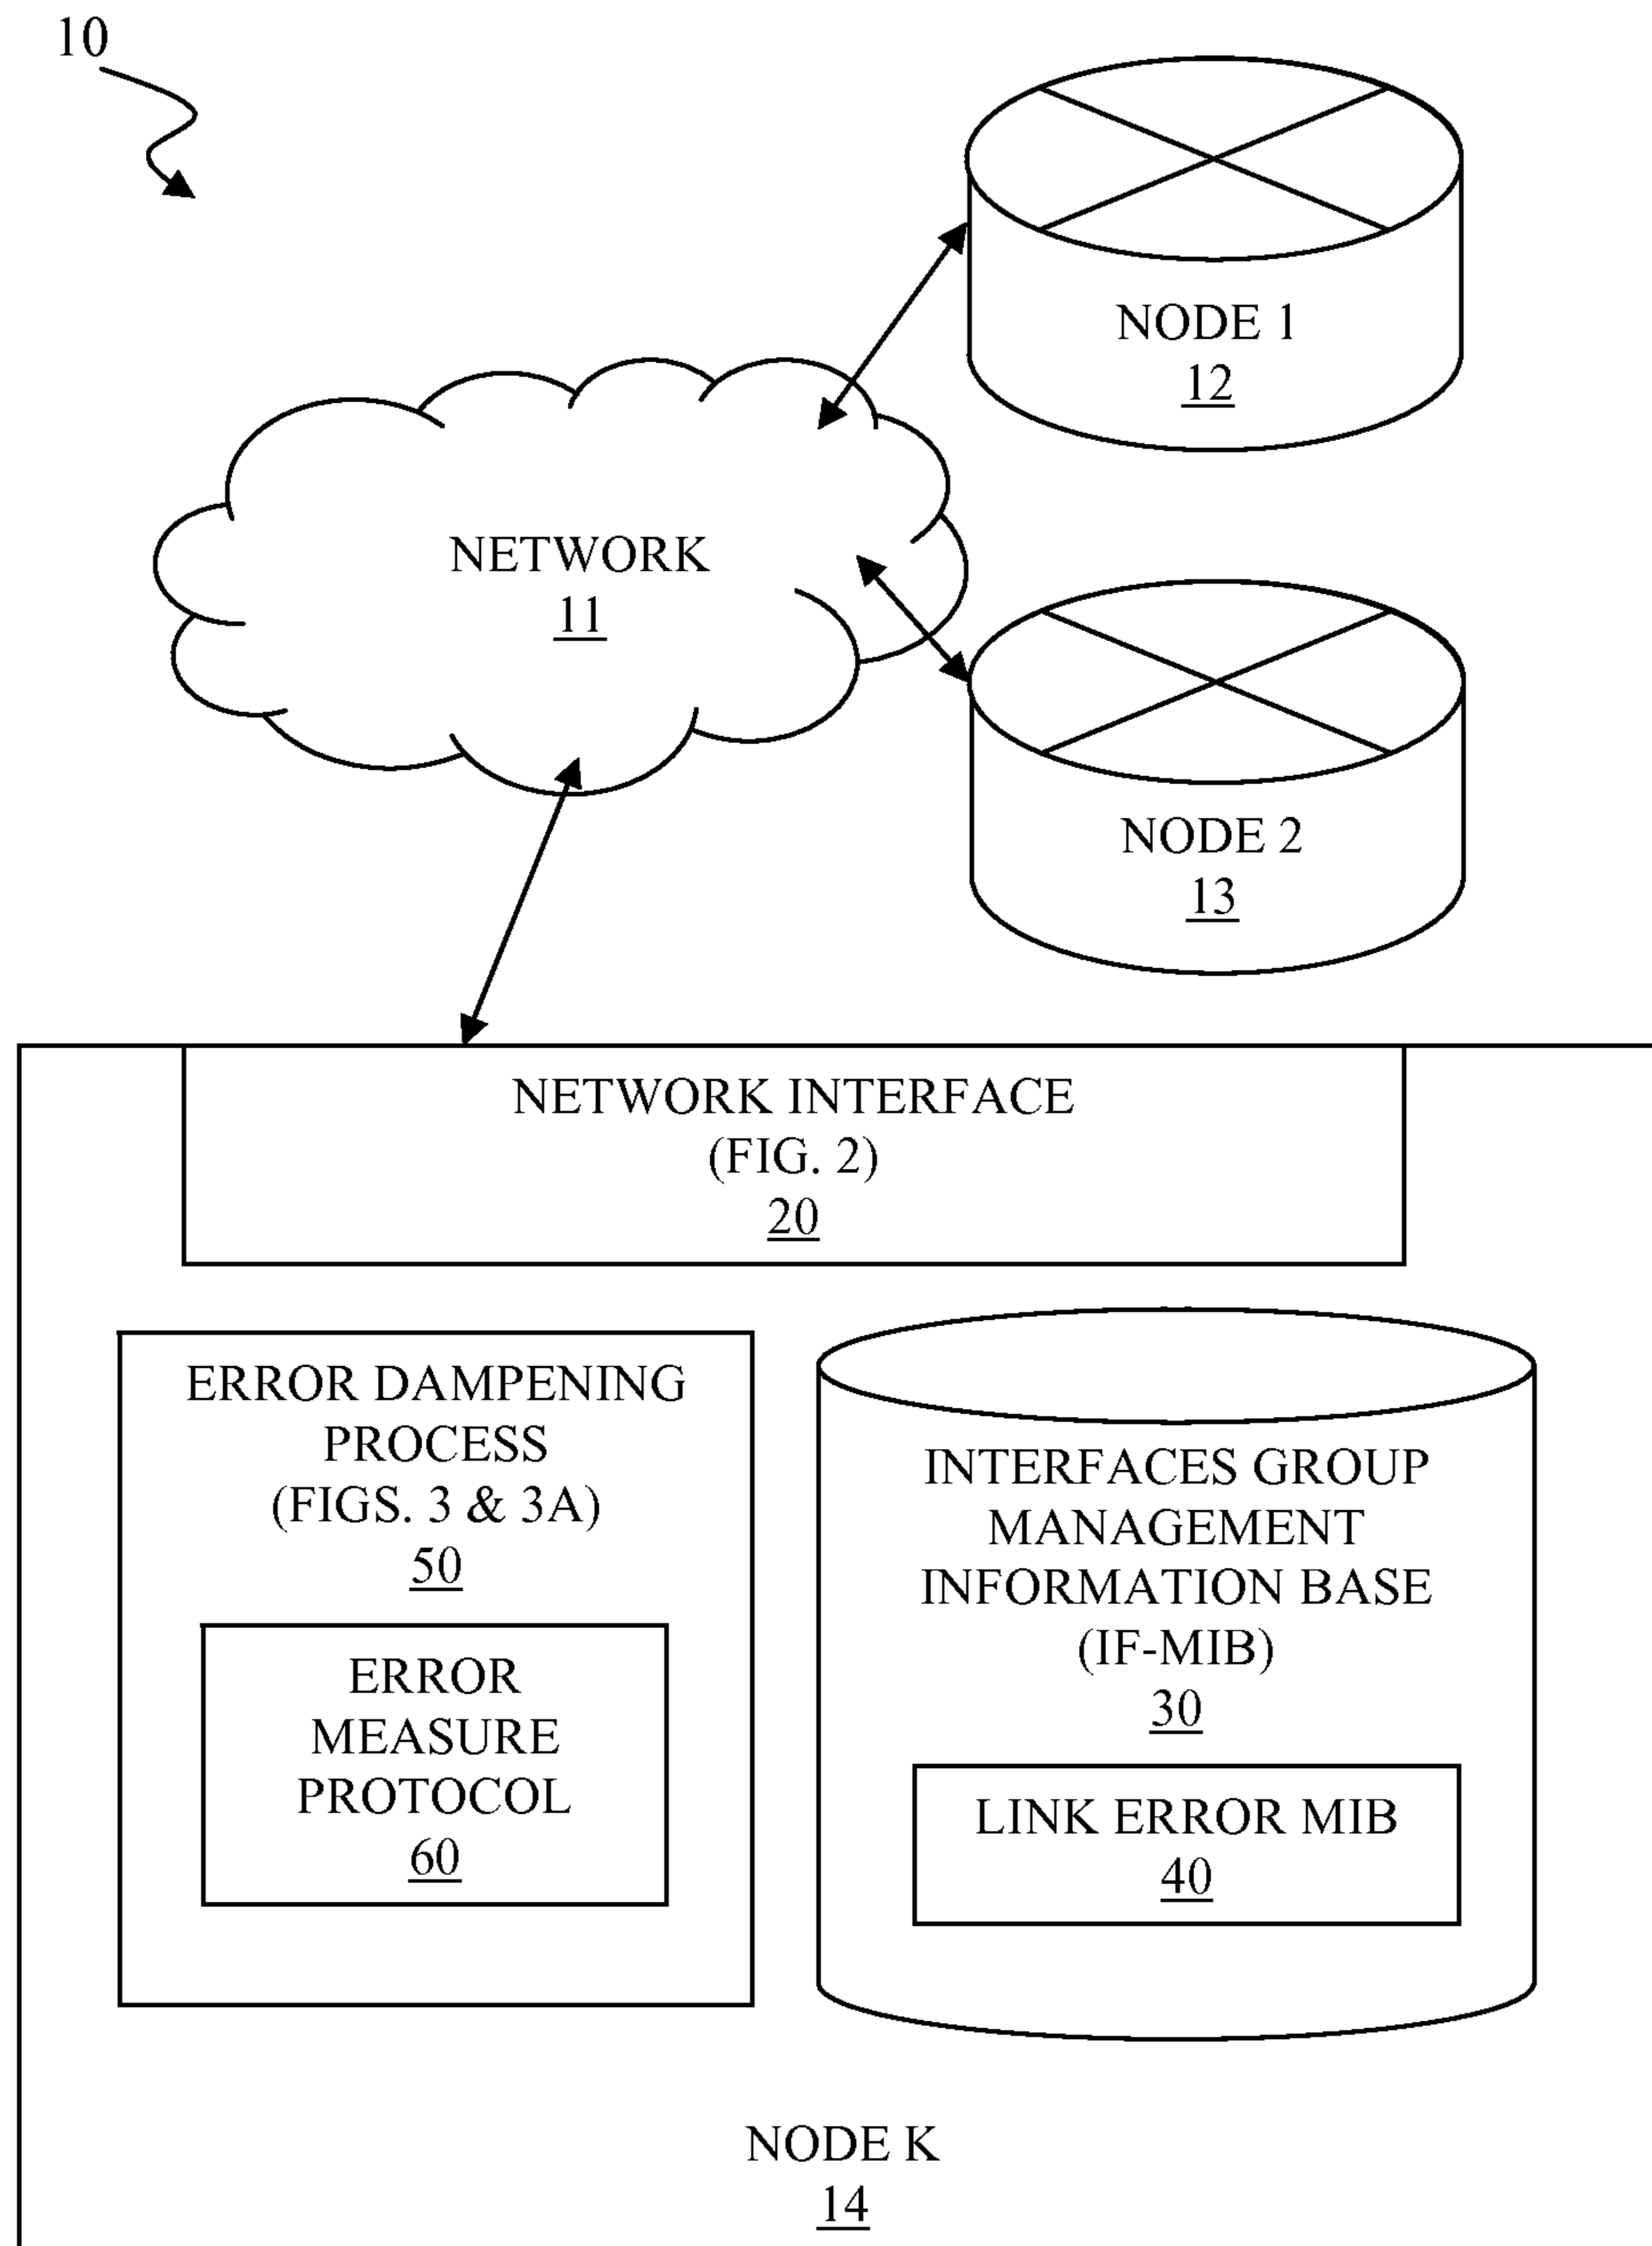 10
NODE 1
12
NETWORK
11
NODE 2
13
NETWORK INTERFACE
(FIG. 2)
20
ERROR DAMPENING
PROCESS
(FIGS. 3 & 3A)
50
ERROR
MEASURE
PROTOCOL
60
INTERFACES GROUP
MANAGEMENT
INFORMATION BASE
(IF-MIB)
30
LINK ERROR MIB
40
NODE K
14